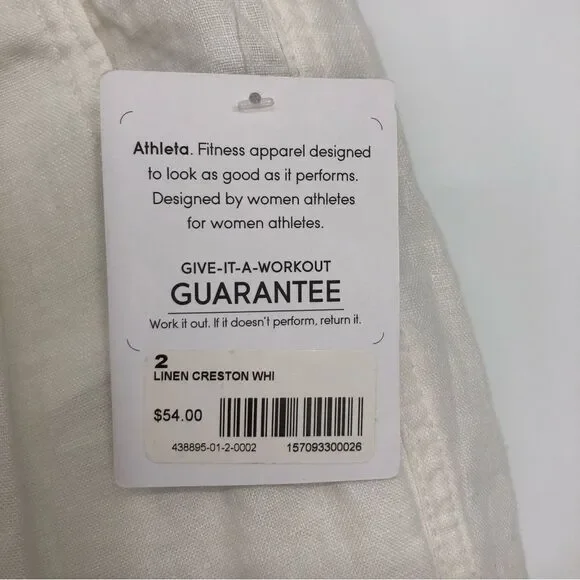 Athleta. Fitness apparel designed
to look as good as it performs.
Designed by women athletes
for women athletes.
GIVE-IT-A-WORKOUT
GUARANTEE
Work it out. If it doesn't perform, return it.
2
LINEN CRESTON WHI
$54.00
438895-01-2-0002
157093300026